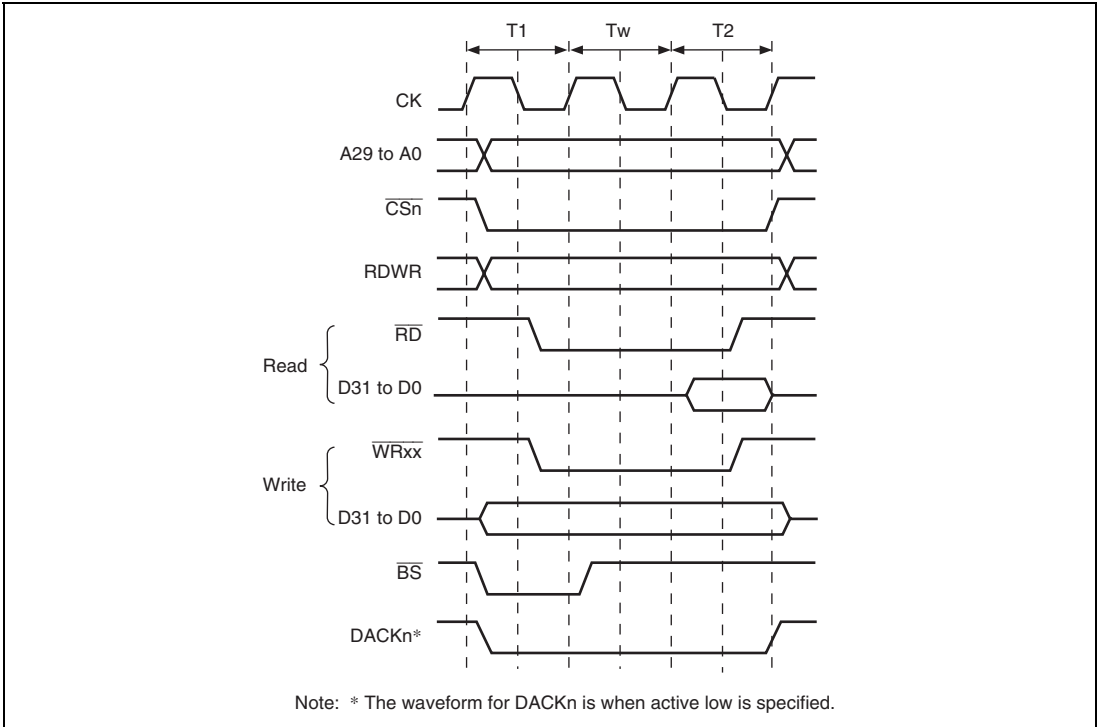 T1 Tw T2
CK
A29 to A0
CSn
RDWR
RD
Read
D31 to D0
WRxx
Write
D31 to D0
BS
DACKn*
Note: * The waveform for DACKn is when active low is specified.